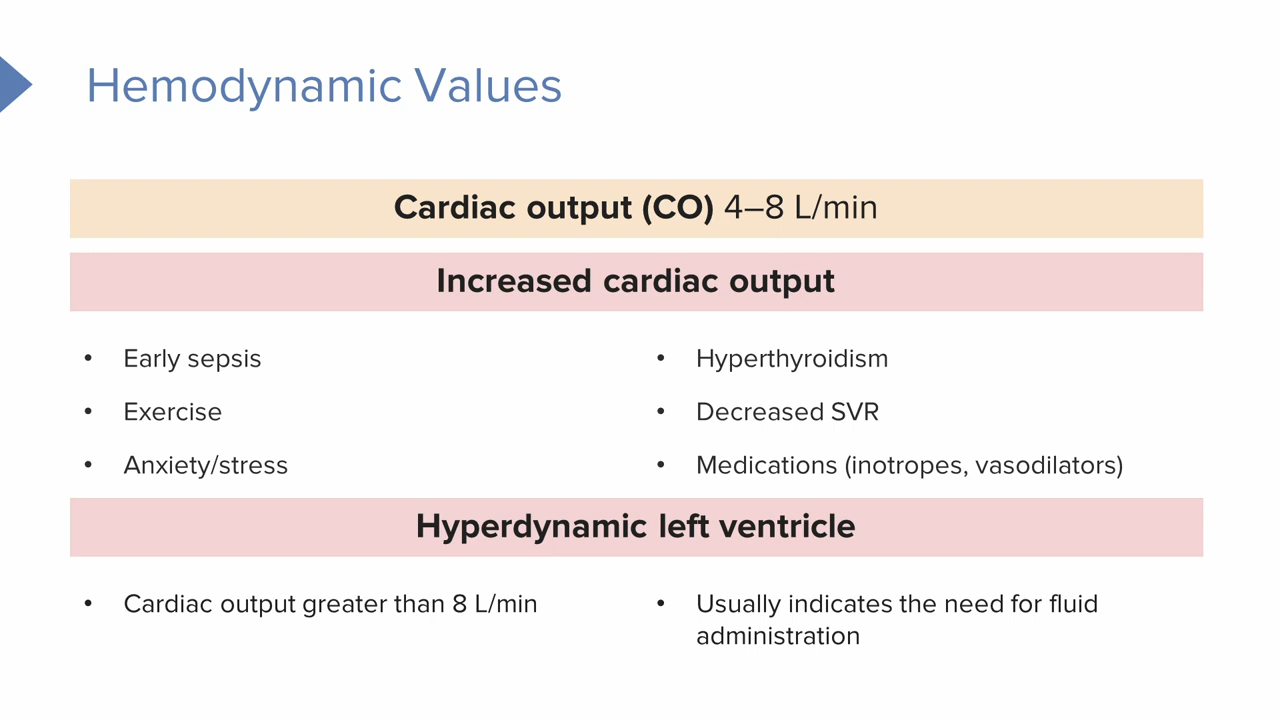 Hemodynamic Values
Cardiac output (CO) 4–8 L/min
Increased cardiac output
• Early sepsis
• Exercise
• Anxiety/stress
• Hyperthyroidism
• Decreased SVR
• Medications (inotropes, vasodilators)
Hyperdynamic left ventricle
• Cardiac output greater than 8 L/min
• Usually indicates the need for fluid
administration